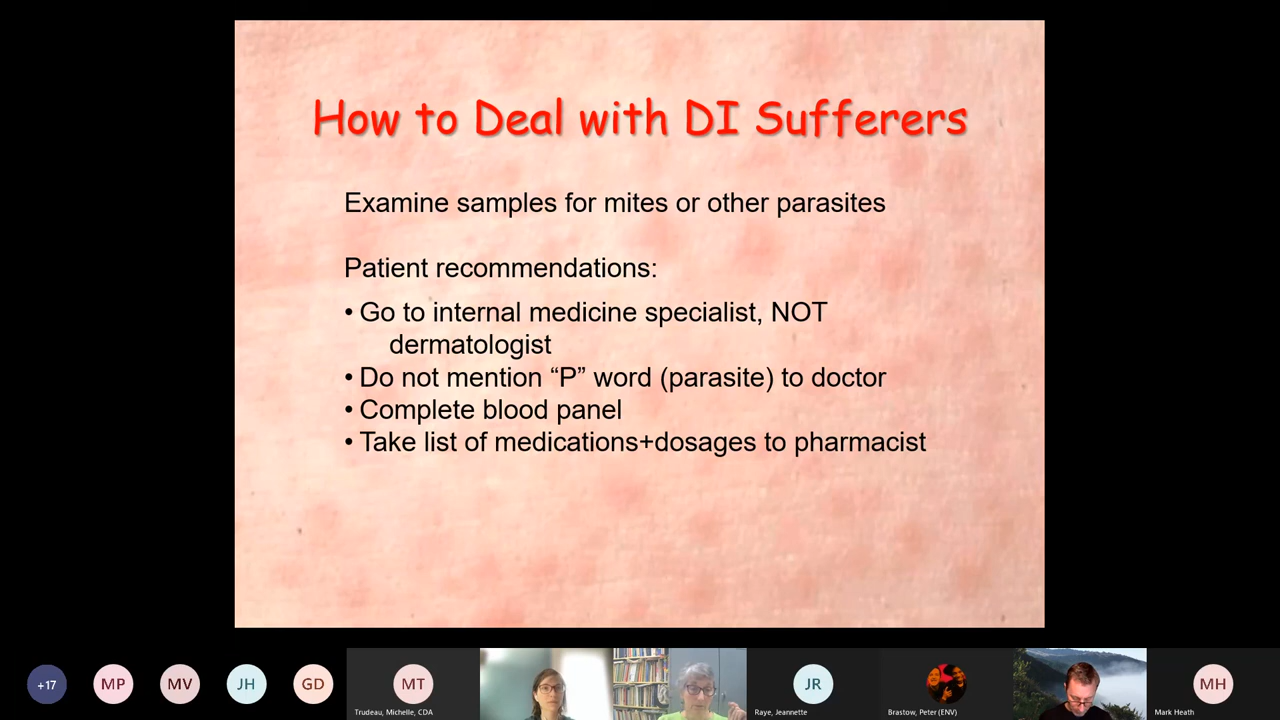 How to Deal with DI Sufferers
Examine samples for mites or other parasites
Patient recommendations:
• Go to internal medicine specialist, NOT
dermatologist
• Do not mention “P” word (parasite) to doctor
• Complete blood panel
• Take list of medications+dosages to pharmacist
+17
MP
MV
JH
GD
MT
JR
MH
Trudeau, Michelle, CDA
Raye, Jeannette
Brastow, Peter (ENV)
Mark Heath